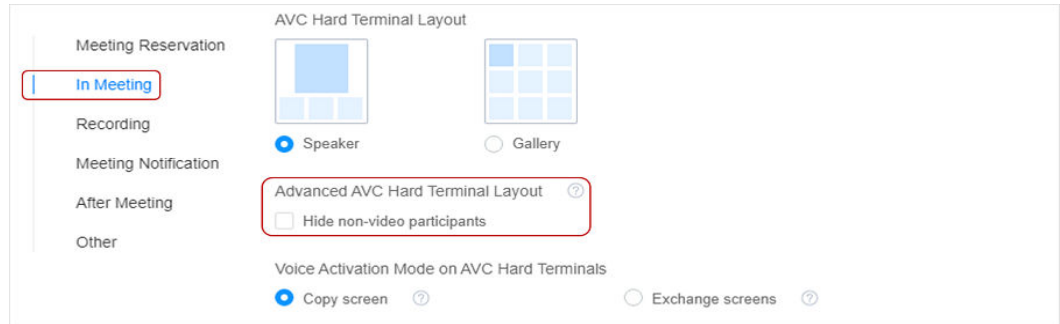 Meeting Reservation
In Meeting
Recording
Meeting Notification
After Meeting
Other
AVC Hard Terminal Layout
Speaker
Gallery
Advanced AVC Hard Terminal Layout ?
Hide non-video participants
Voice Activation Mode on AVC Hard Terminals
Copy screen ?
Exchange screens ?